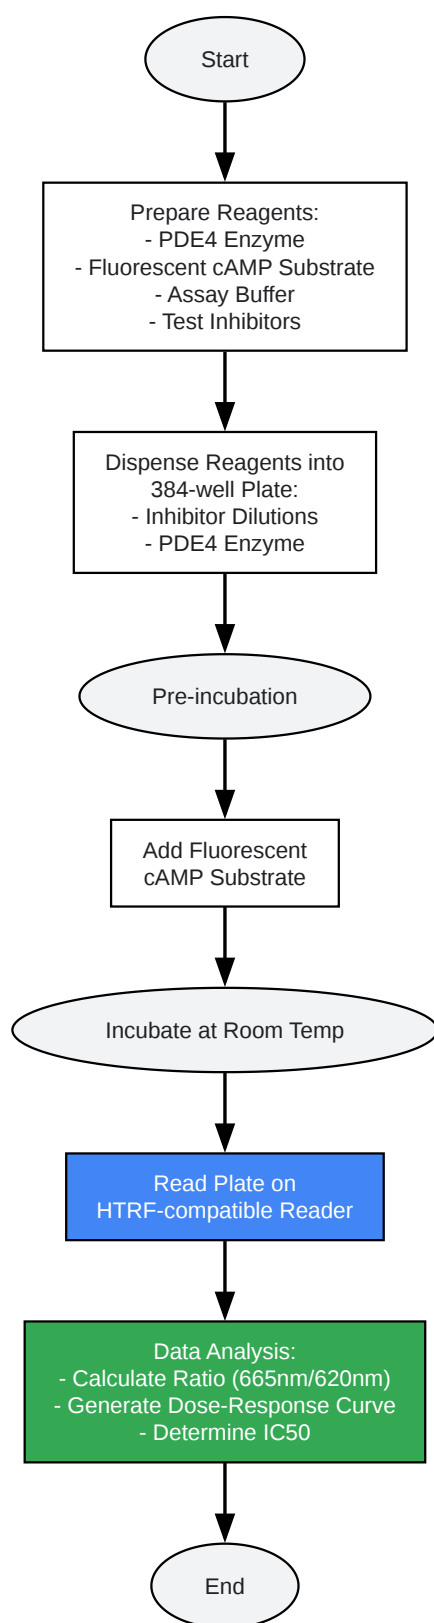 Start
Prepare Reagents:
- PDE4 Enzyme
- Fluorescent cAMP Substrate
- Assay Buffer
- Test Inhibitors
Dispense Reagents into
384-well Plate:
- Inhibitor Dilutions
- PDE4 Enzyme
Pre-incubation
Add Fluorescent
cAMP Substrate
Incubate at Room Temp
Read Plate on
HTRF-compatible Reader
Data Analysis:
- Calculate Ratio (665nm/620nm)
- Generate Dose-Response Curve
- Determine IC50
End